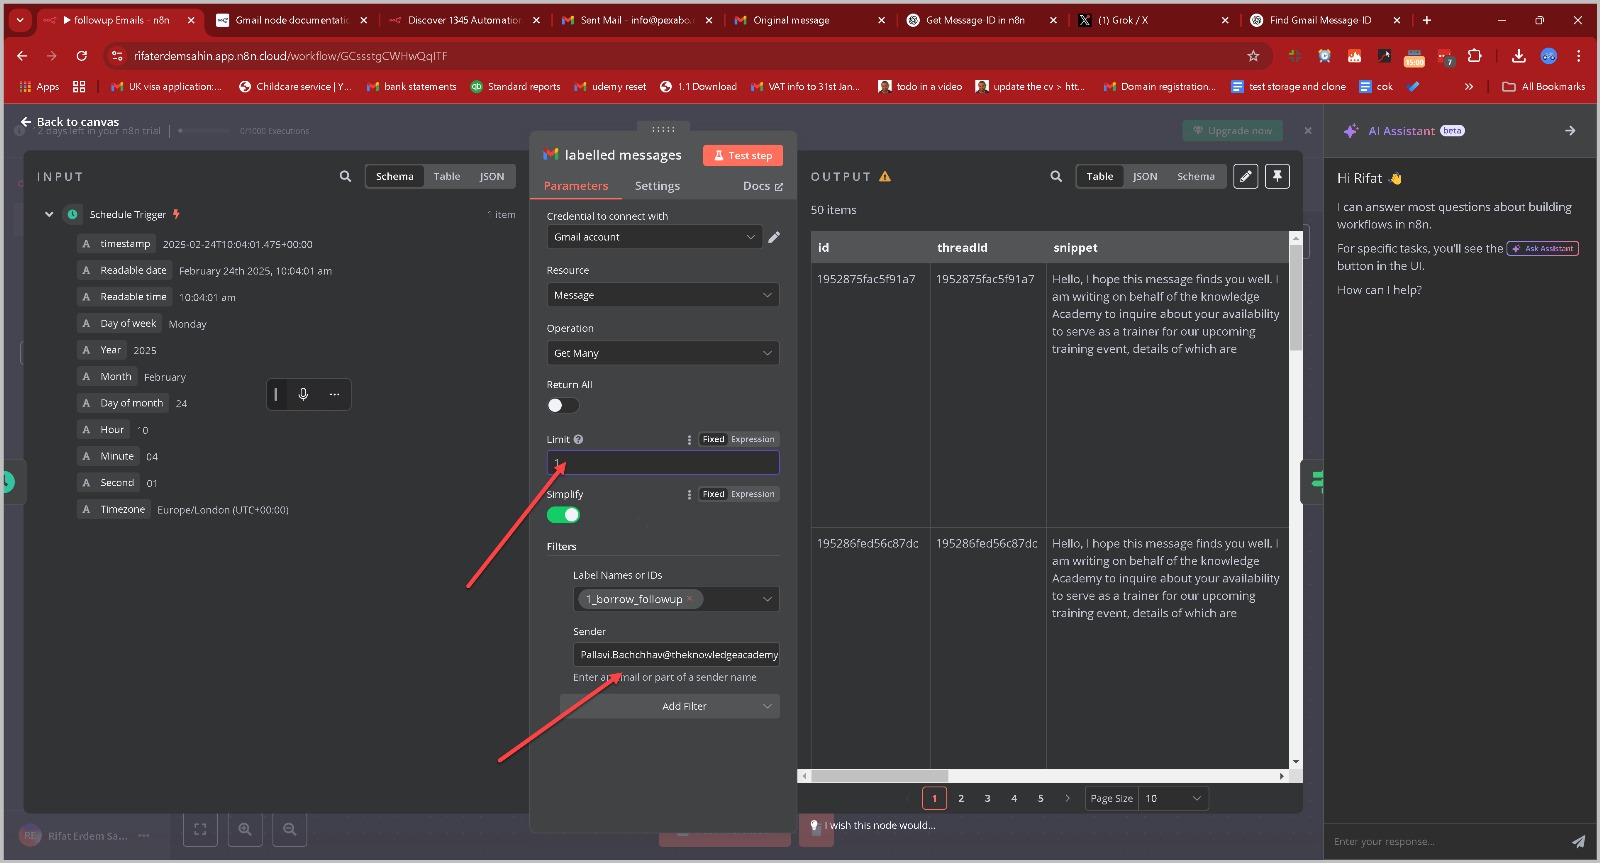 followup Emails - n8n
Gmail node documentatio
Discover 1345 Automation
Sent Mail - info@pexabo.c
Original message
Get Message-ID in n8n
(1) Grok / X
Find Gmail Message-ID
rifaterdemsahin.app.n8n.cloud/workflow/GCssstgCWHwQqITF
15:00
7
Apps
UK visa application:...
Childcare service | Y...
bank statements
Standard reports
udemy reset
1.1 Download
VAT info to 31st Jan...
todo in a video
update the cv > htt...
Domain registration...
test storage and clone
cok
All Bookmarks
Back to canvas
2 days left in your n8n trial
0/1000 Executions
Upgrade now
INPUT
Schema
Table
JSON
Schedule Trigger
1 item
A timestamp 2025-02-24T10:04:01.475+00:00
A Readable date February 24th 2025, 10:04:01 am
A Readable time 10:04:01 am
A Day of week Monday
A Year 2025
A Month February
A Day of month 24
A Hour 10
A Minute 04
A Second 01
A Timezone Europe/London (UTC+00:00)
labelled messages
Test step
Parameters
Settings
Docs
Credential to connect with
Gmail account
Resource
Message
Operation
Get Many
Return All
Limit
Fixed Expression
1
Simplify
Fixed Expression
Filters
Label Names or IDs
1_borrow_followup
Sender
Pallavi.Bachchhav@theknowledgeacademy
Enter an email or part of a sender name
Add Filter
OUTPUT
Table
JSON
Schema
50 items
id
threadId
snippet
1952875fac5f91a7
1952875fac5f91a7
Hello, I hope this message finds you well. I
am writing on behalf of the knowledge
Academy to inquire about your availability
to serve as a trainer for our upcoming
training event, details of which are
195286fed56c87dc
195286fed56c87dc
Hello, I hope this message finds you well. I
am writing on behalf of the knowledge
Academy to inquire about your availability
to serve as a trainer for our upcoming
training event, details of which are
1 2 3 4 5
Page Size 10
I wish this node would...
RE
Rifat Erdem Sa...
AI Assistant beta
Hi Rifat
I can answer most questions about building
workflows in n8n.
For specific tasks, you'll see the Ask Assistant
button in the UI.
How can I help?
Enter your response...